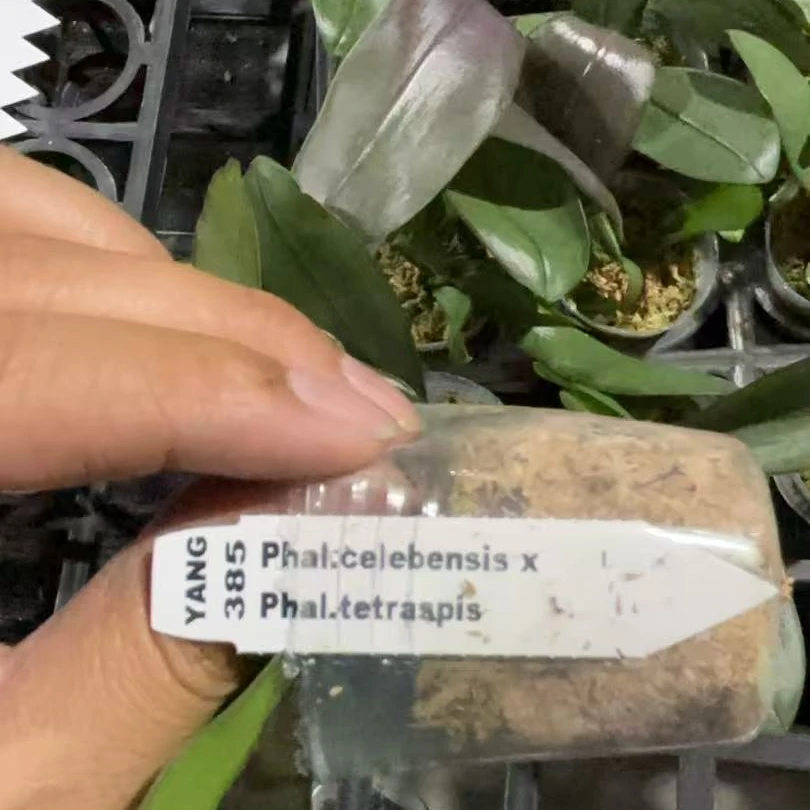 YANG
385
Phal.celebensis x
Phal.tetraspis